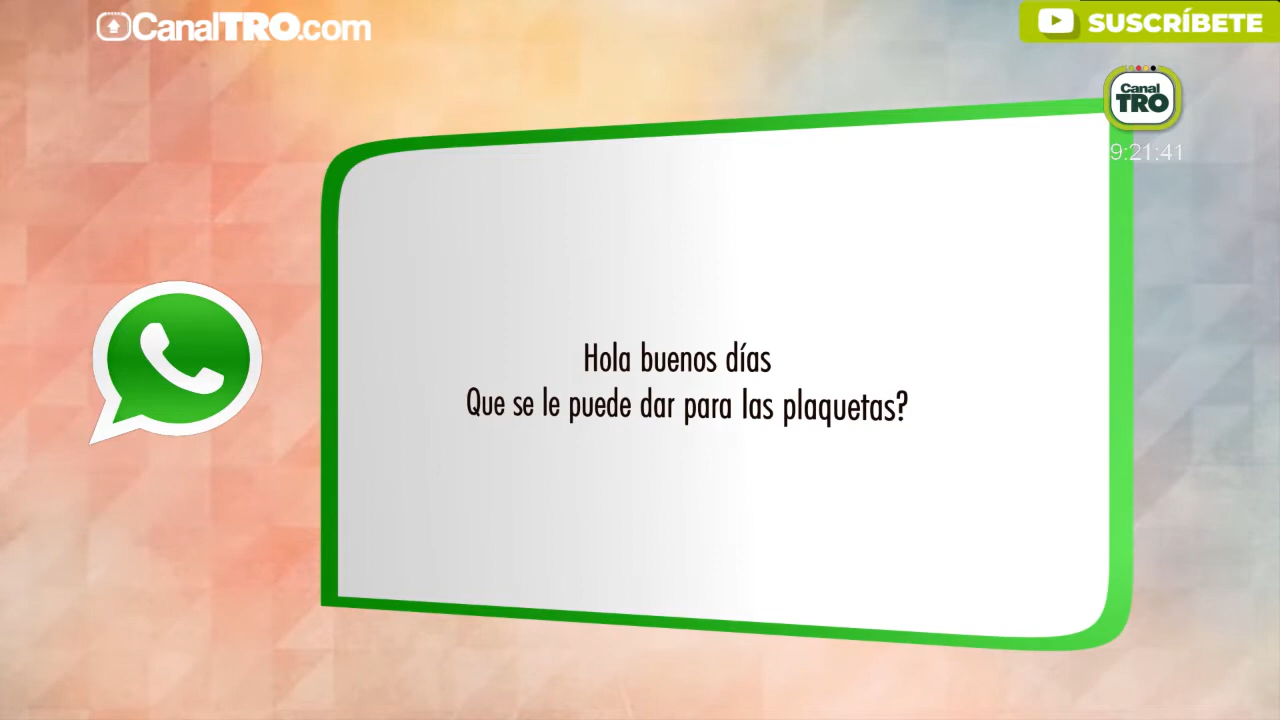 CanalTRO.com
SUSCRÍBETE
Canal
TRO
9:21:41
Hola buenos días
Que se le puede dar para las plaquetas?